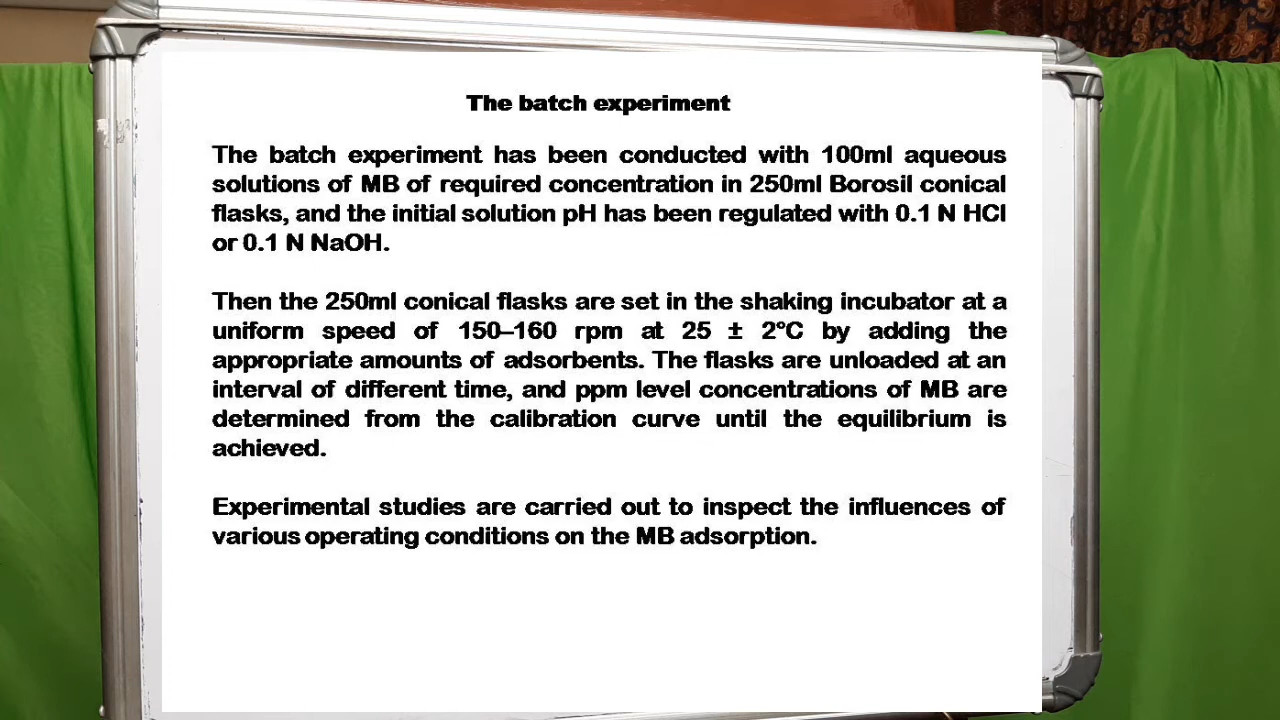 The batch experiment
The batch experiment has been conducted with 100ml aqueous
solutions of MB of required concentration in 250ml Borosil conical
flasks, and the initial solution pH has been regulated with 0.1 N HCl
or 0.1 N NaOH.
Then the 250ml conical flasks are set in the shaking incubator at a
uniform speed of 150–160 rpm at 25 ± 2°C by adding the
appropriate amounts of adsorbents. The flasks are unloaded at an
interval of different time, and ppm level concentrations of MB are
determined from the calibration curve until the equilibrium is
achieved.
Experimental studies are carried out to inspect the influences of
various operating conditions on the MB adsorption.